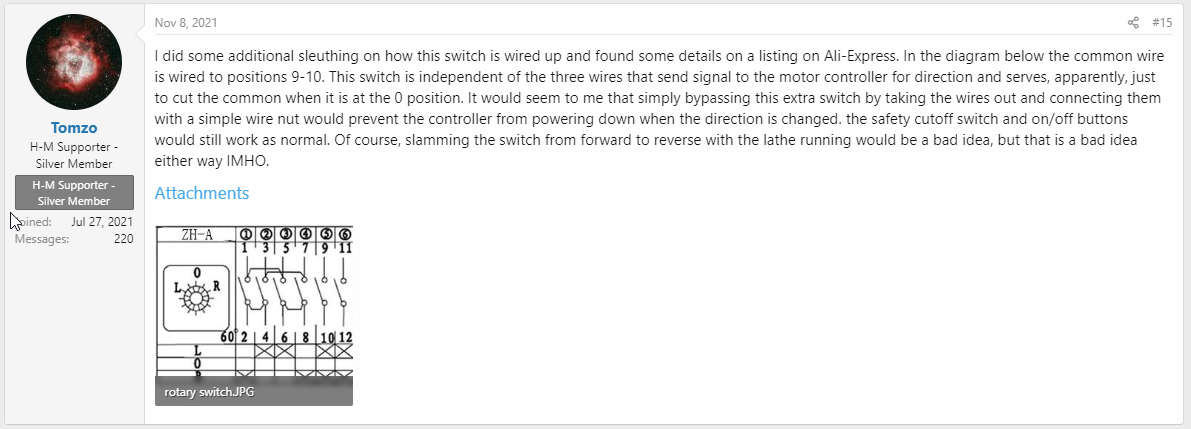 Nov 8, 2021
#15
I did some additional sleuthing on how this switch is wired up and found some details on a listing on Ali-Express. In the diagram below the common wire
is wired to positions 9-10. This switch is independent of the three wires that send signal to the motor controller for direction and serves, apparently, just
to cut the common when it is at the 0 position. It would seem to me that simply bypassing this extra switch by taking the wires out and connecting them
with a simple wire nut would prevent the controller from powering down when the direction is changed. the safety cutoff switch and on/off buttons
would still work as normal. Of course, slamming the switch from forward to reverse with the lathe running would be a bad idea, but that is a bad idea
either way IMHO.
Tomzo
H-M Supporter -
Silver Member
H-M Supporter -
Silver Member
Joined: Jul 27, 2021
Messages: 220
Attachments
ZH-A ① ② ③ ④ ⑤ ⑥
1 3 5 7 9 11
0
L R
60° 2 4 6 8 10 12
L
0
rotary switch.JPG